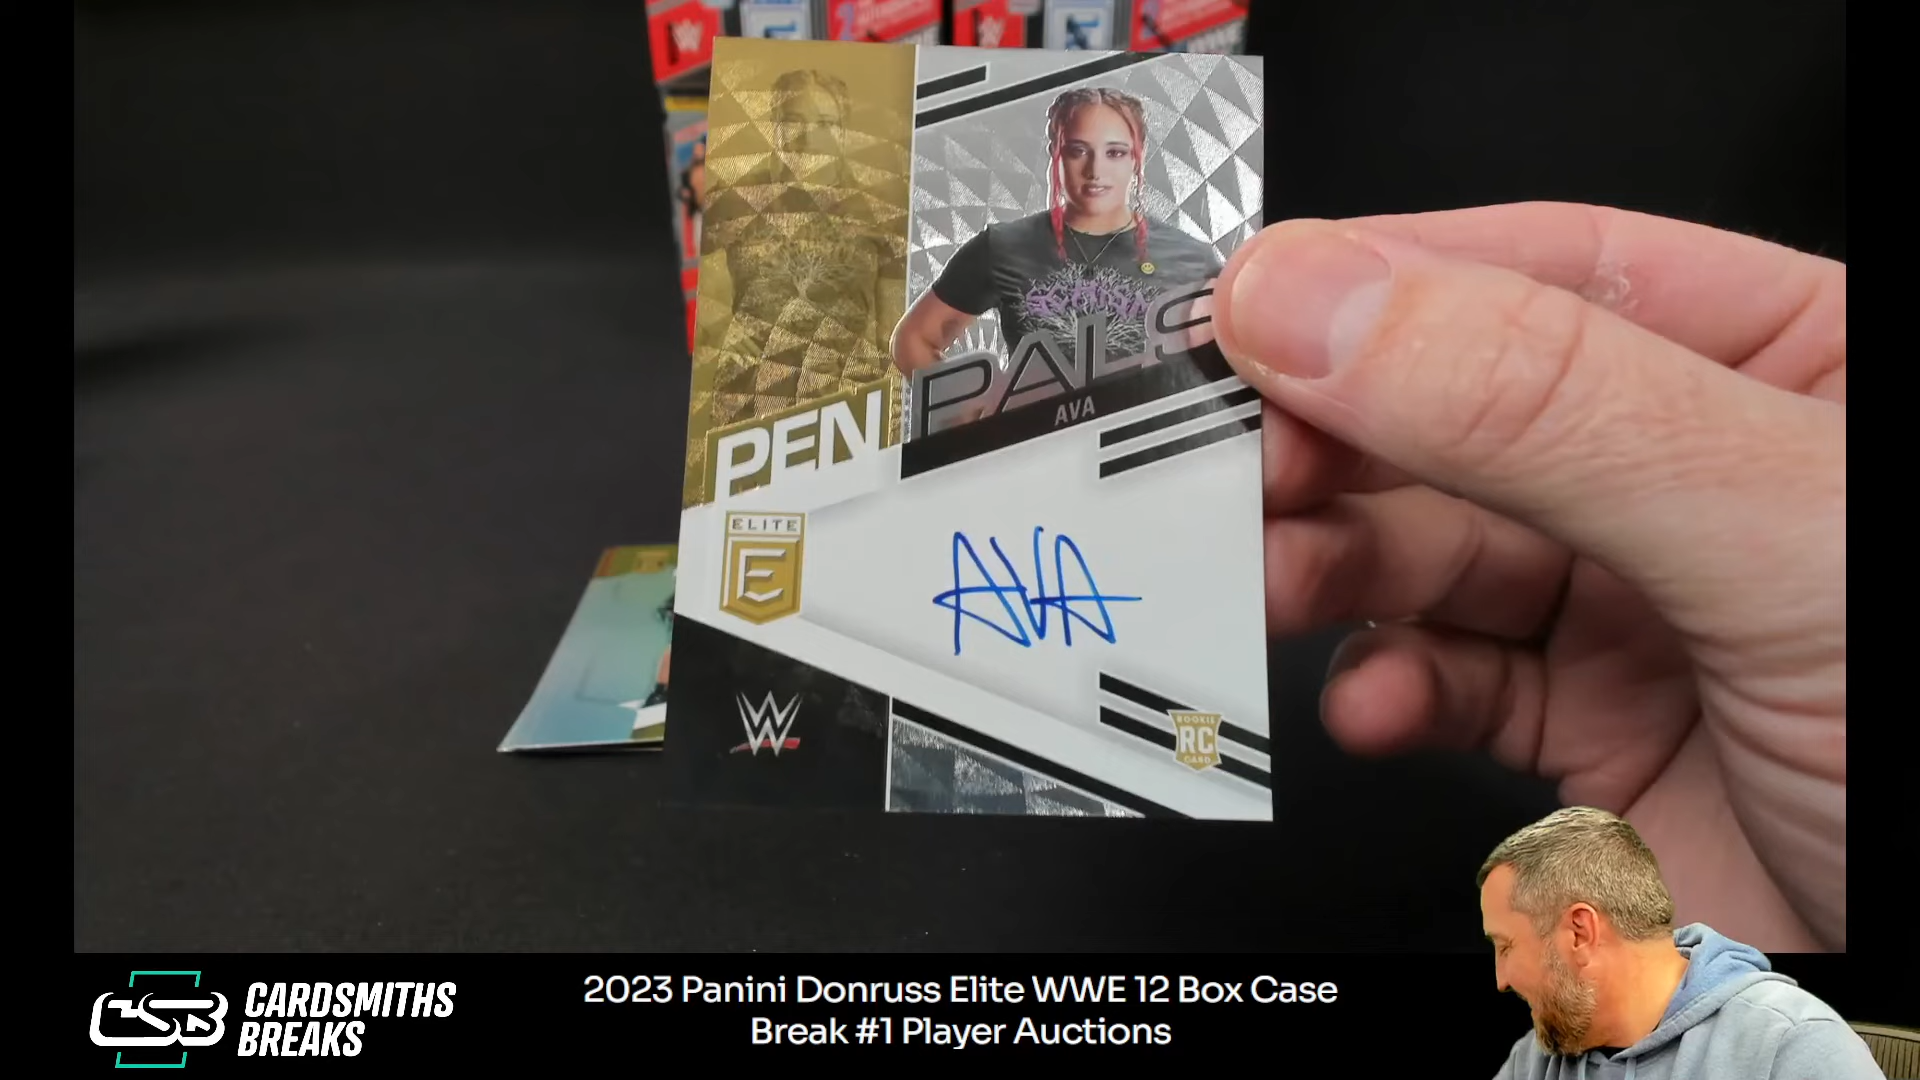 PALS
AVA
PEN
ELITE
E
AVA
W
ROOKIE
RC
CARD
CSB
CARDSMITHS
BREAKS
2023 Panini Donruss Elite WWE 12 Box Case
Break #1 Player Auctions